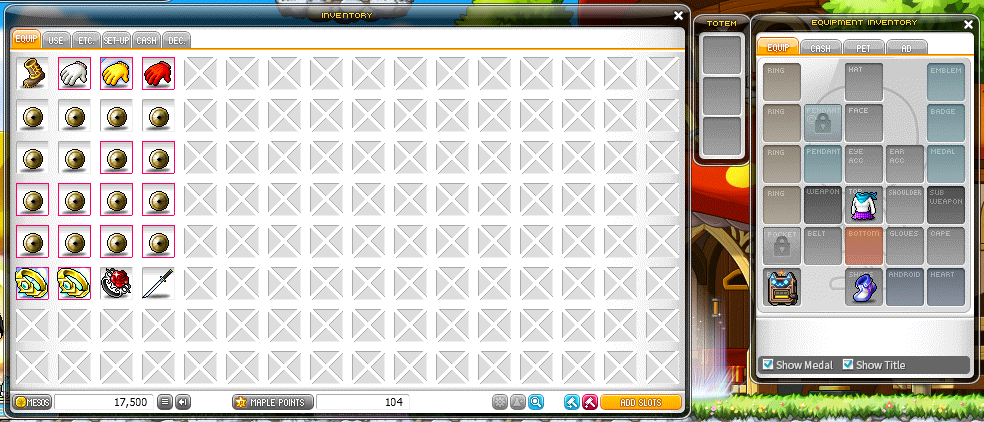 INVENTORY
EQUIP USE ETC. SET-UP CASH DEC.
MESOS 17,500 MAPLE POINTS 104 ADD SLOTS
TOTEM
EQUIPMENT INVENTORY
EQUIP CASH PET AD
RING HAT EMBLEM
RING PENDANT FACE BADGE
RING PENDANT EYE ACC EAR ACC MEDAL
RING WEAPON TOP SHOULDER SUB WEAPON
POCKET BELT BOTTOM GLOVES CAPE
ANDROID HEART
Show Medal Show Title